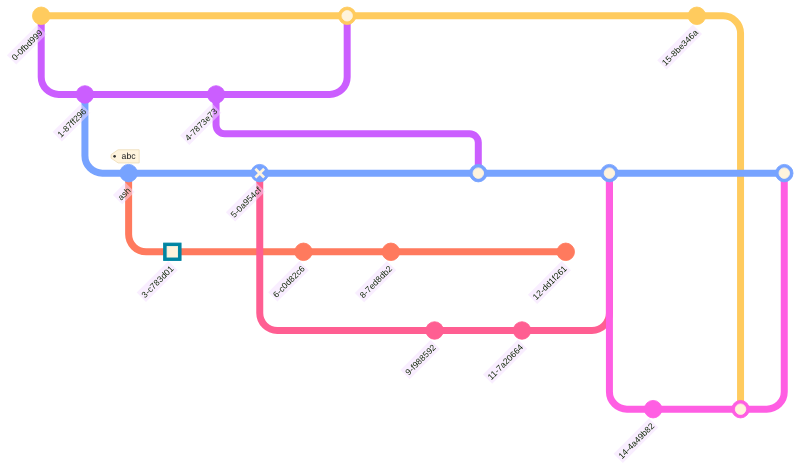 0-0fbd999
15-8be346a
1-87ff296
4-7873e73
abc
ash
5-0a954cf
3-c783d01
6-c0d82c6
8-7ed8db2
12-dd1f261
9-f988592
11-7a20664
14-4a49b82